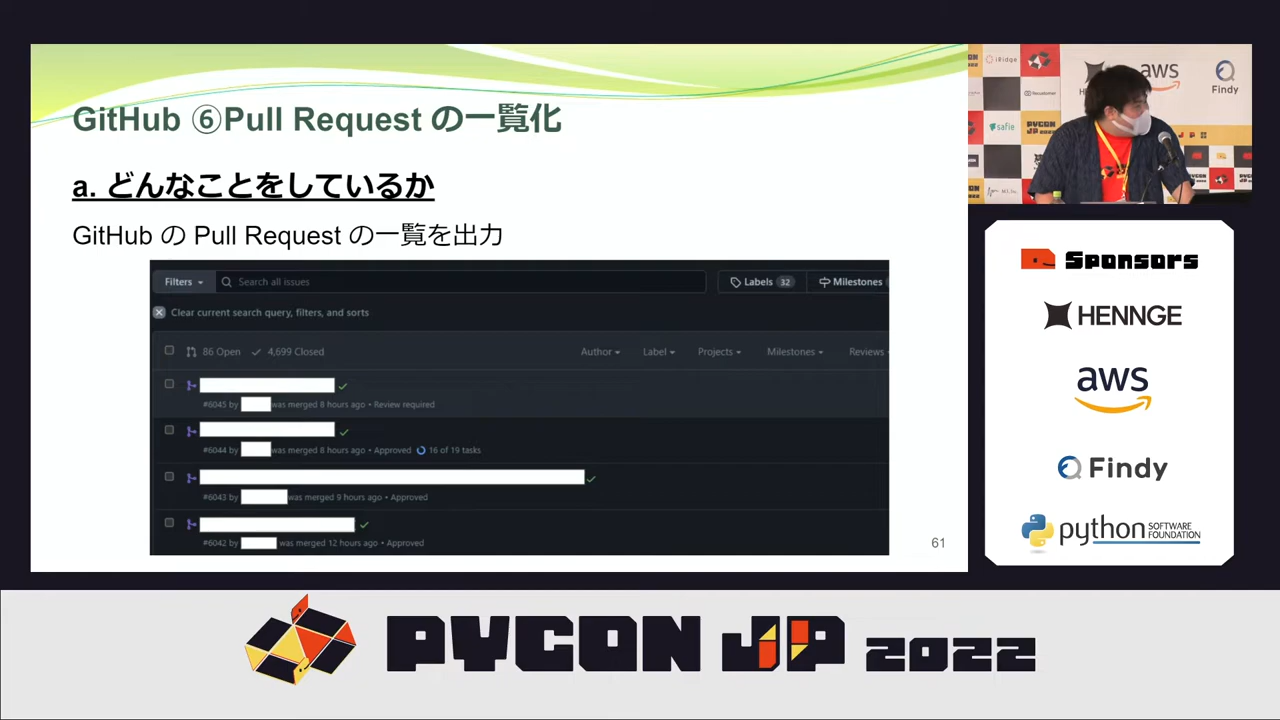 GitHub ⑥Pull Request の一覧化
a. どんなことをしているか
GitHub の Pull Request の一覧を出力
Filters
Search all issues
Labels 32
Milestones
Clear current search query, filters, and sorts
86 Open
4,699 Closed
Author
Label
Projects
Milestones
Reviews
#6045 by was merged 8 hours ago • Review required
#6044 by was merged 8 hours ago • Approved 16 of 19 tasks
#6043 by was merged 9 hours ago • Approved
#6042 by was merged 12 hours ago • Approved
61
iRidge
aws
Findy
safie
PYCON
Sponsors
HENNGE
aws
Findy
python SOFTWARE FOUNDATION
PYCON JP 2022